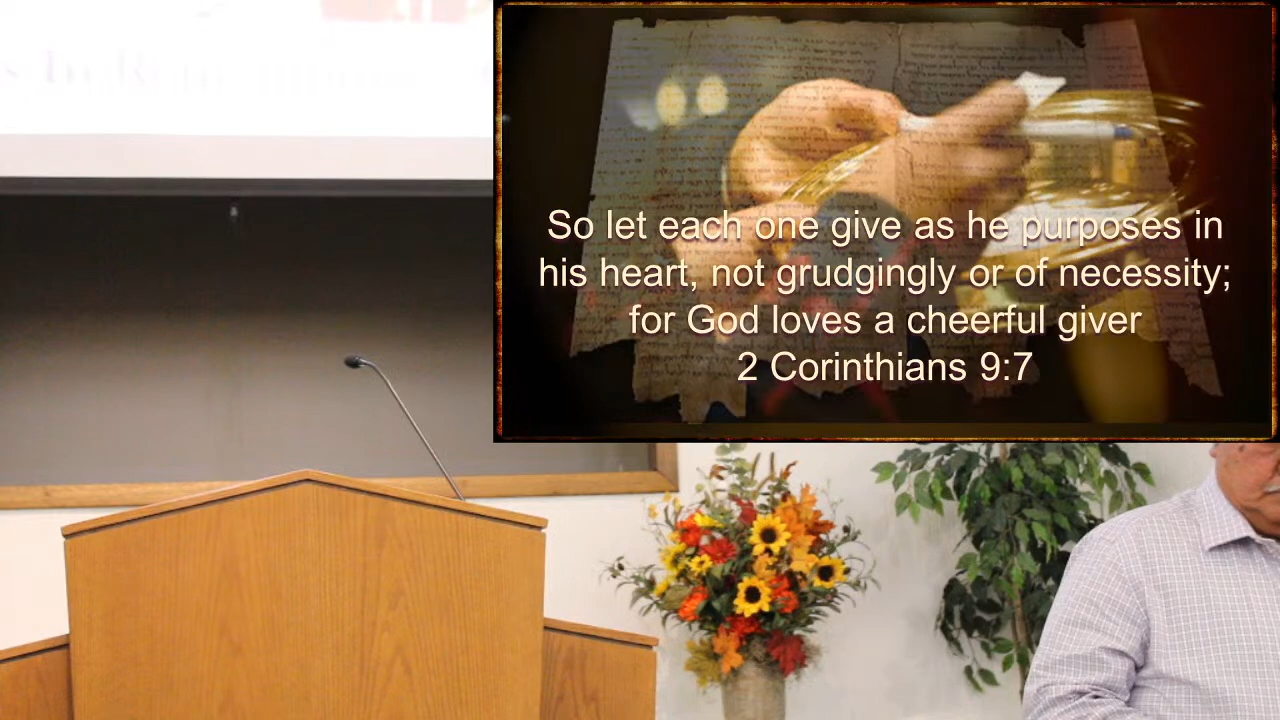 So let each one give as he purposes in
his heart, not grudgingly or of necessity;
for God loves a cheerful giver
2 Corinthians 9:7